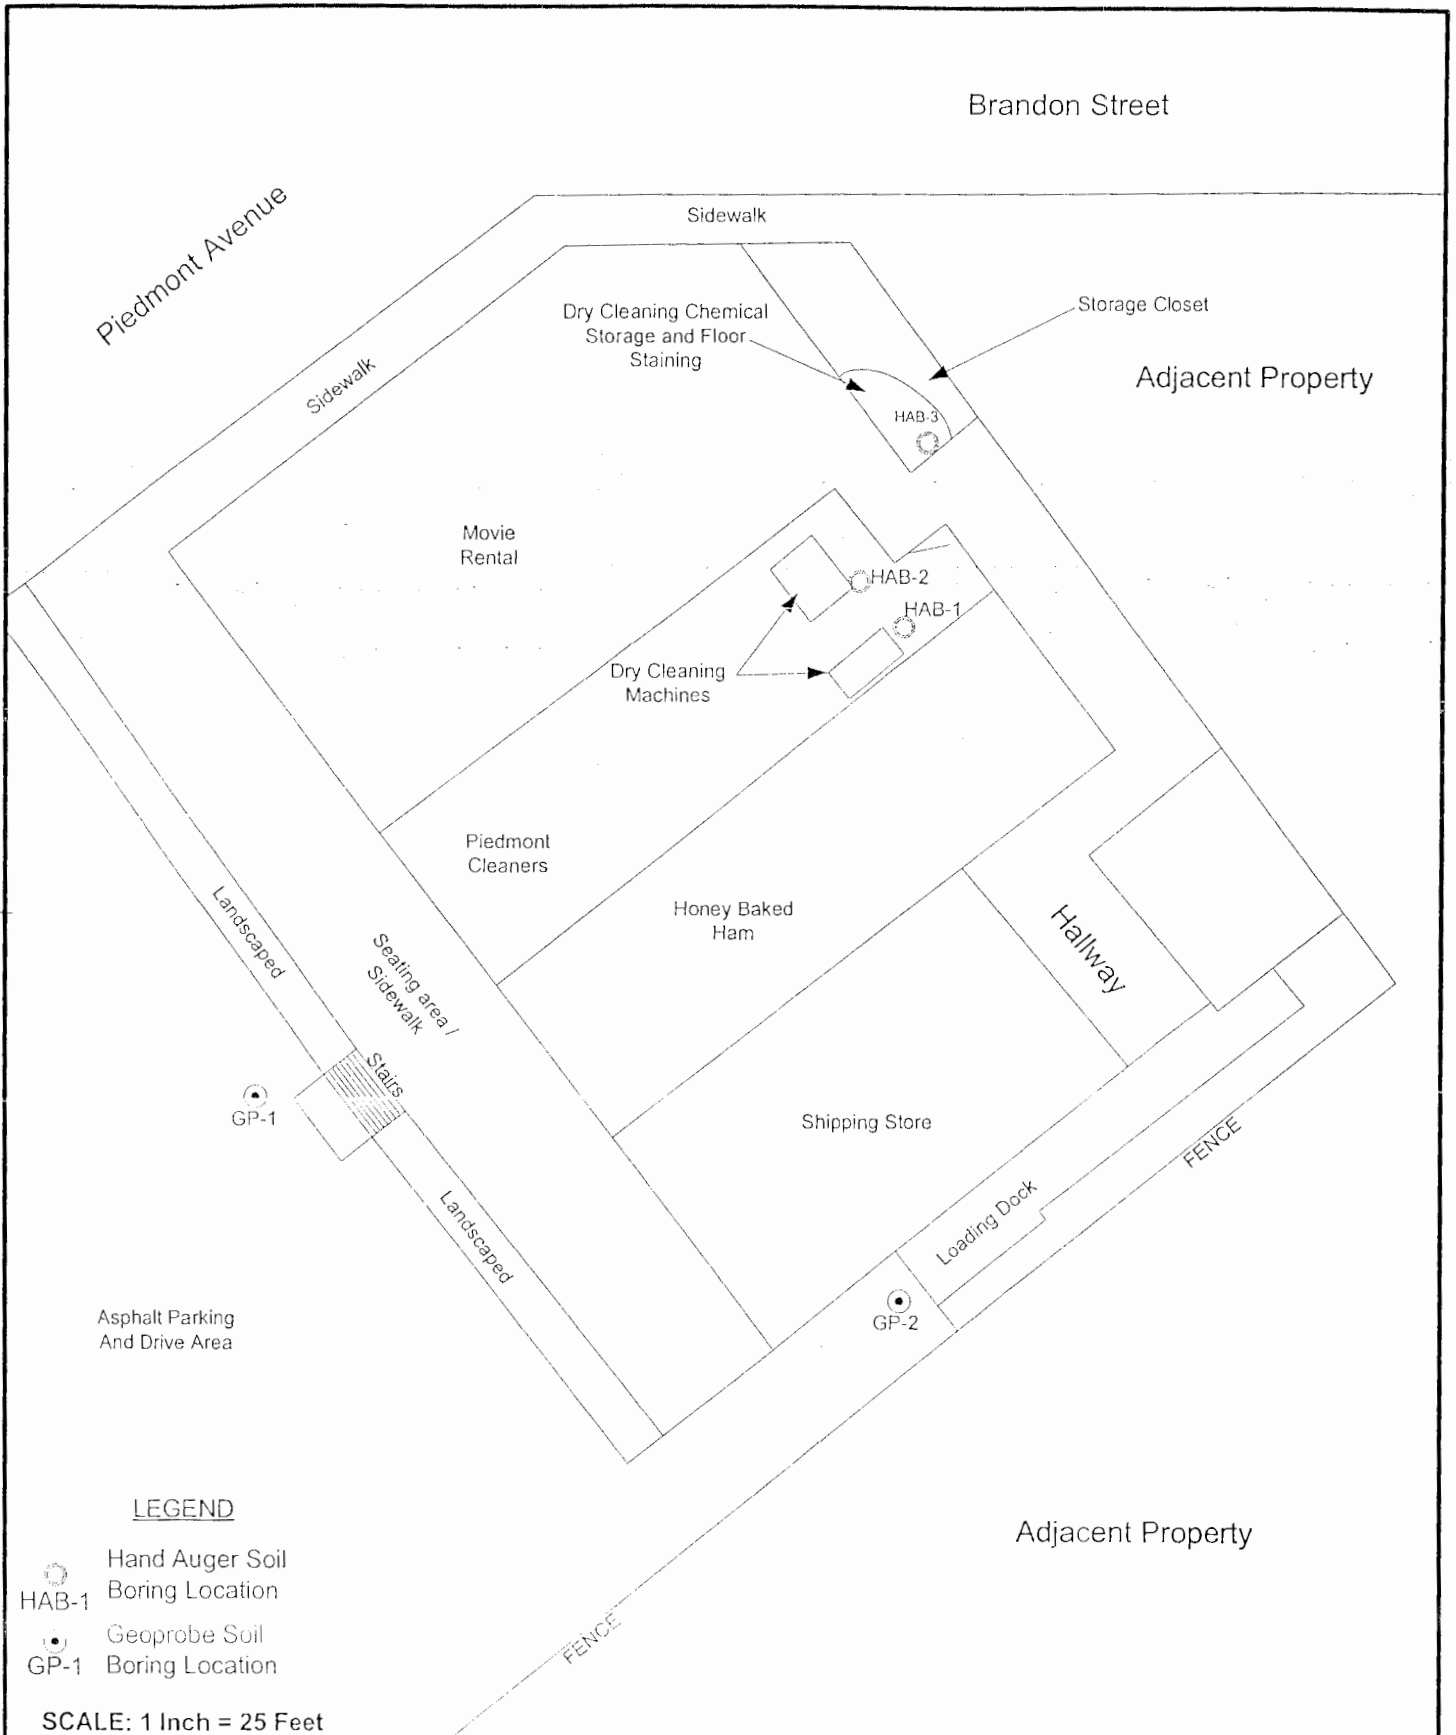 Brandon Street
Piedmont Avenue
Sidewalk
Sidewalk
Dry Cleaning Chemical
Storage and Floor
Staining
Storage Closet
Adjacent Property
HAB-3
Movie
Rental
HAB-2
HAB-1
Dry Cleaning
Machines
Piedmont
Cleaners
Honey Baked
Ham
Hallway
Landscaped
Seating area /
Sidewalk
Stairs
GP-1
Shipping Store
FENCE
Loading Dock
Landscaped
GP-2
Asphalt Parking
And Drive Area
LEGEND
Hand Auger Soil
Boring Location
HAB-1
Geoprobe Soil
Boring Location
GP-1
Adjacent Property
FENCE
SCALE: 1 Inch = 25 Feet